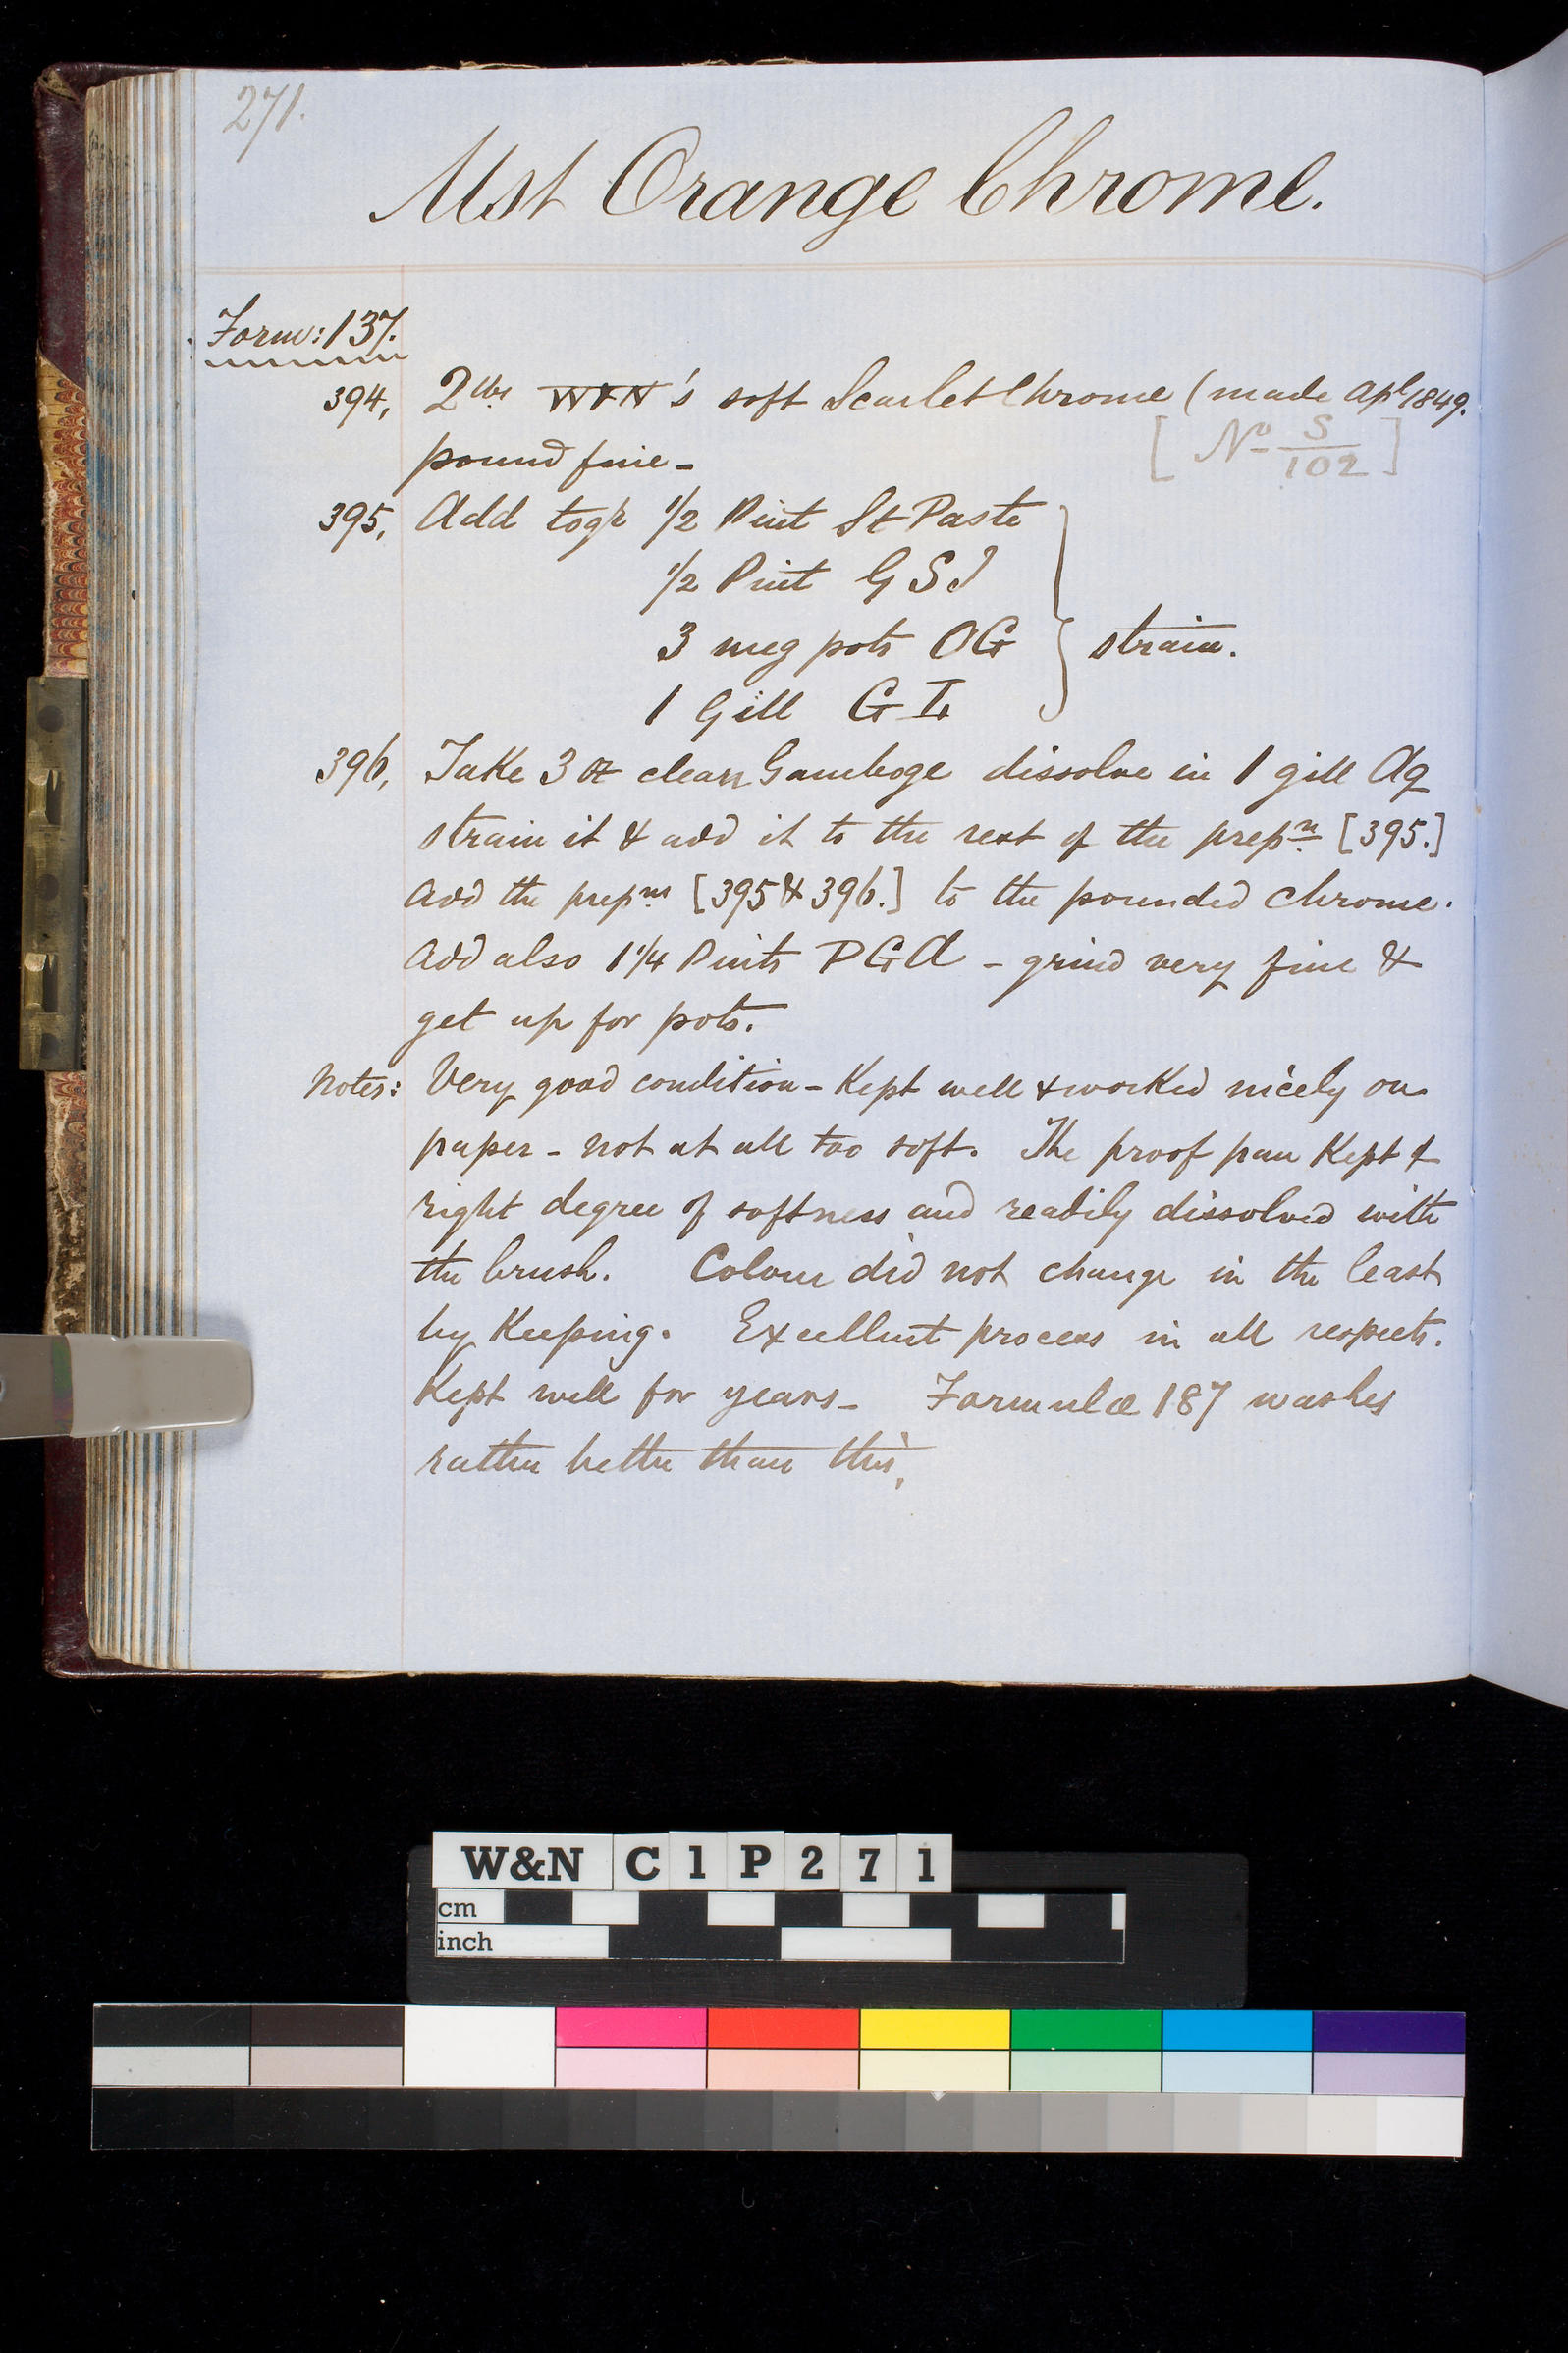 271.
Mst Orange Chrome.
Form: 137.
394, 2 lbs W&N's soft Scarlet Chrome (made Apl 1849.
[No S/102]
pound fine -
395, Add togr 1/2 Pint St Paste
1/2 Pint G S I
3 meg pots OG } strain.
1 Gill G I
396, Take 3 oz clean Gamboge dissolve in 1 gill Aq
strain it & add it to the rest of the prepn [395.]
Add the prepns [395 & 396.] to the pounded chrome.
Add also 1 1/4 Pints PGA - grind very fine &
get up for pots.
Notes: Very good condition - Kept well & worked nicely on
paper - not at all too soft. The proof pan Kept of
right degree of softness and readily dissolved with
the brush. Colour did not change in the least
by Keeping. Excellent process in all respects.
Kept well for years - Formulæ 187 washes
rather better than this,
W&N C1P271
cm
inch